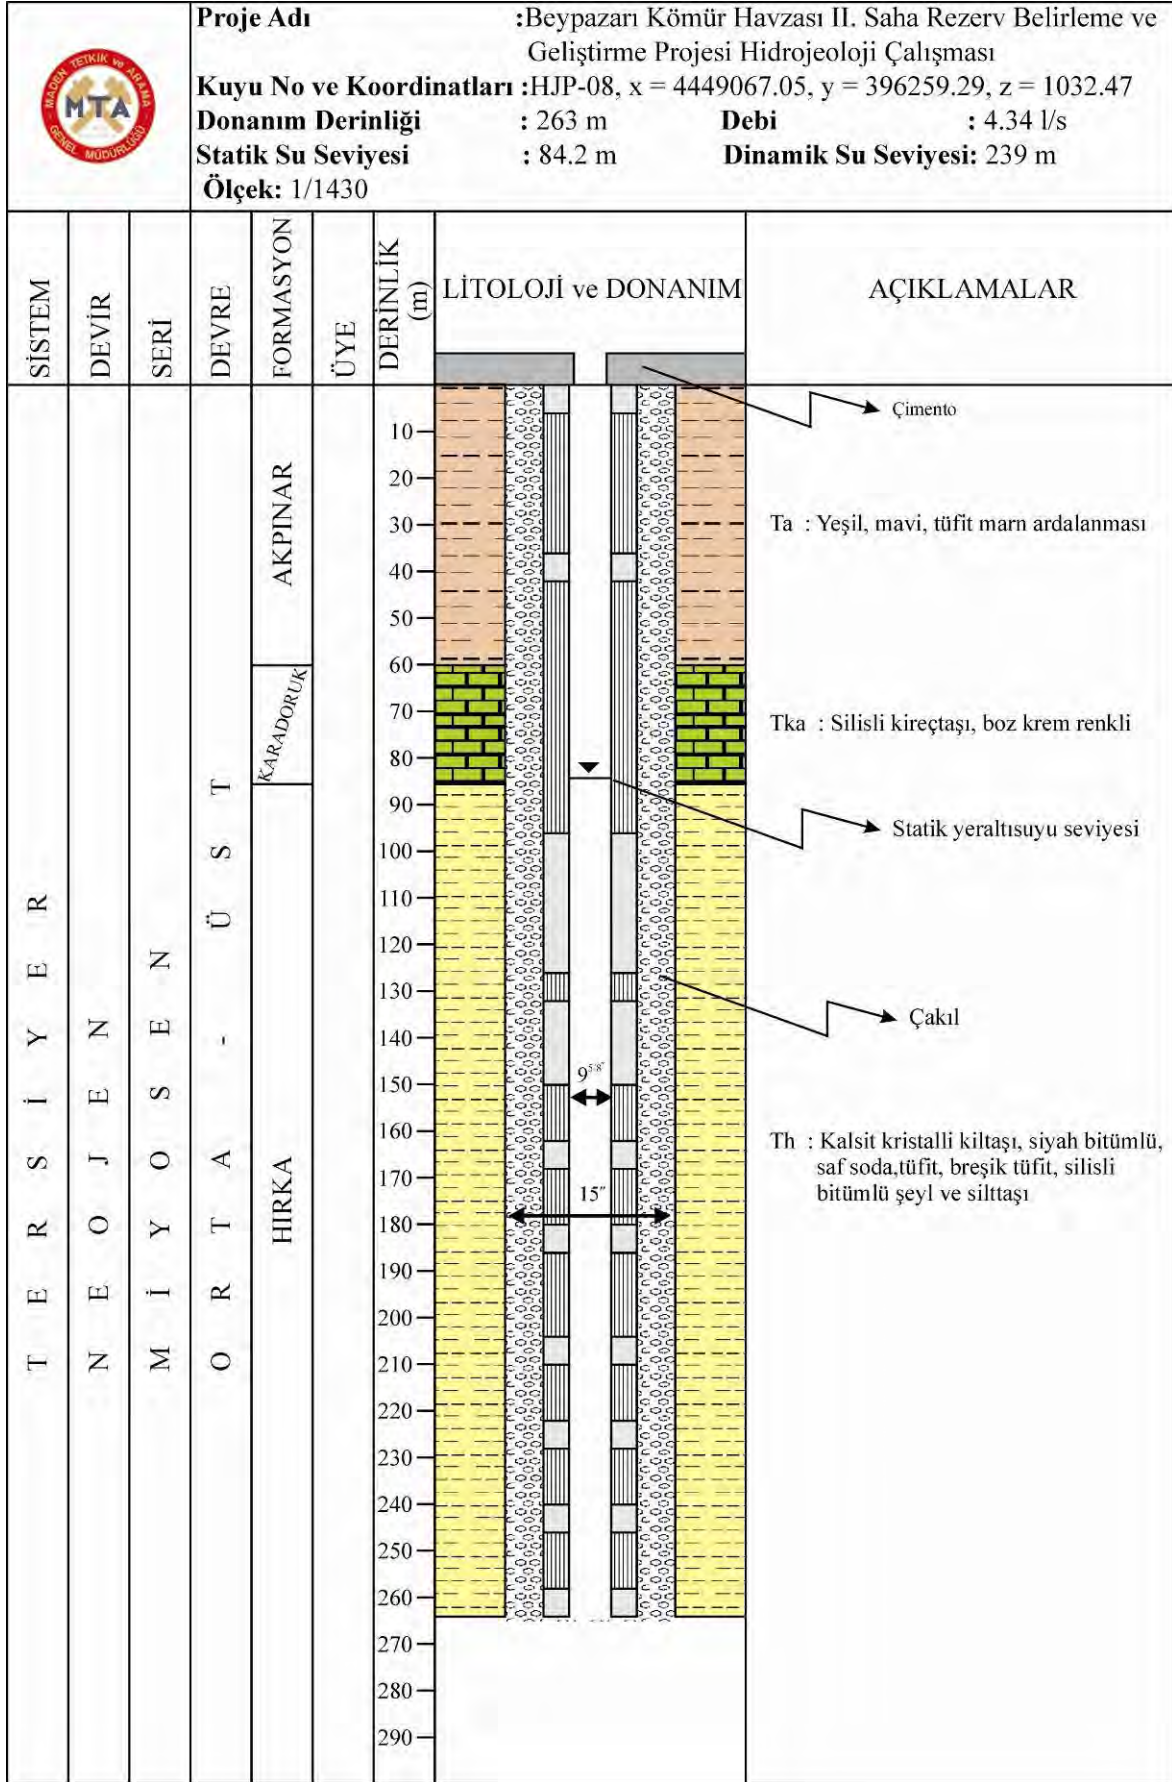 MADEN TETKİK ve ARAMA
MTA
GENEL MÜDÜRLÜĞÜ
Proje Adı :Beypazarı Kömür Havzası II. Saha Rezerv Belirleme ve
Geliştirme Projesi Hidrojeoloji Çalışması
Kuyu No ve Koordinatları :HJP-08, x = 4449067.05, y = 396259.29, z = 1032.47
Donanım Derinliği : 263 m Debi : 4.34 l/s
Statik Su Seviyesi : 84.2 m Dinamik Su Seviyesi: 239 m
Ölçek: 1/1430
SİSTEM
DEVİR
SERİ
DEVRE
FORMASYON
ÜYE
DERİNLİK
(m)
LİTOLOJİ ve DONANIM
AÇIKLAMALAR
TERSİYER
NEOJEN
MİYOSEN
ORTA - ÜST
AKPINAR
KARADORUK
HIRKA
10
20
30
40
50
60
70
80
90
100
110
120
130
140
150
160
170
180
190
200
210
220
230
240
250
260
270
280
290
9 5/8"
15"
Çimento
Ta : Yeşil, mavi, tüfit marn ardalanması
Tka : Silisli kireçtaşı, boz krem renkli
Statik yeraltısuyu seviyesi
Çakıl
Th : Kalsit kristalli kiltaşı, siyah bitümlü,
saf soda,tüfit, breşik tüfit, silisli
bitümlü şeyl ve silttaşı